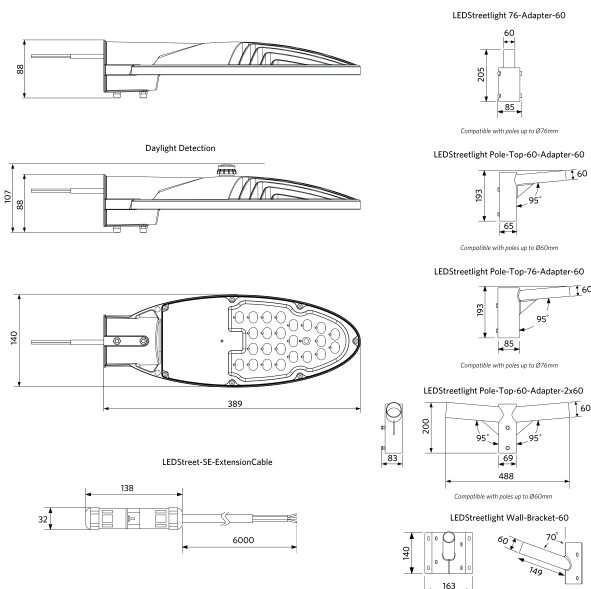 88
Daylight Detection
107
88
140
389
LEDStreet-SE-ExtensionCable
138
32
6000
LEDStreetlight 76-Adapter-60
60
205
85
Compatible with poles up to Ø76mm
LEDStreetlight Pole-Top-60-Adapter-60
193
60
95°
65
Compatible with poles up to Ø60mm
LEDStreetlight Pole-Top-76-Adapter-60
60
193
95°
85
Compatible with poles up to Ø76mm
LEDStreetlight Pole-Top-60-Adapter-2x60
200
60
95°
95°
83
69
488
Compatible with poles up to Ø60mm
LEDStreetlight Wall-Bracket-60
140
60
70°
149
163